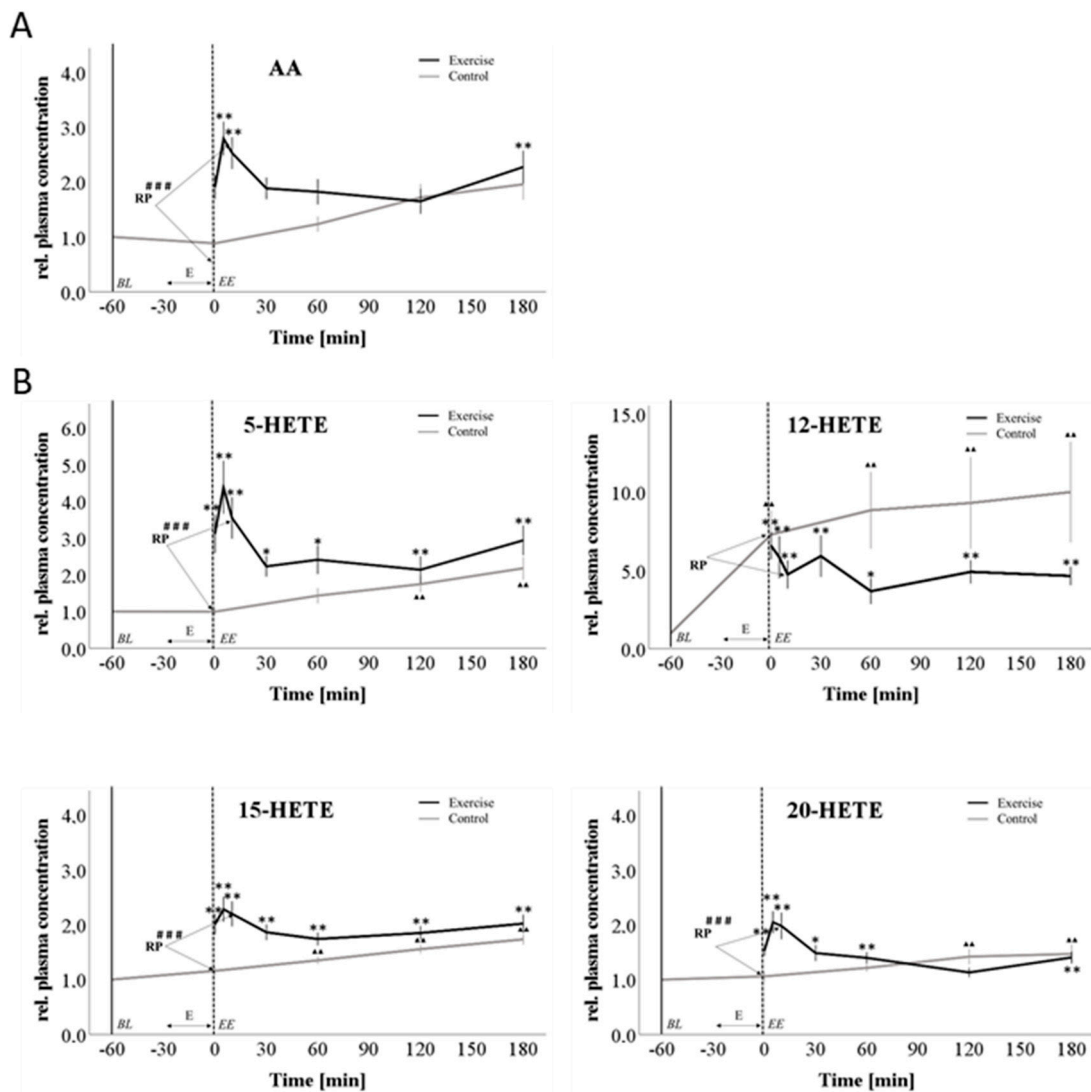 A
AA
Exercise
Control
rel. plasma concentration
4,0
3.0
2.0
1.0
0.0
**
**
**
###
RP
E
BL
EE
-60 -30 0 30 60 90 120 150 180
Time [min]
B
5-HETE
Exercise
Control
rel. plasma concentration
6.0
5.0
4.0
3.0
2.0
1.0
0.0
**
**
**
*
*
**
**
▲▲
▲▲
###
RP
E
BL
EE
-60 -30 0 30 60 90 120 150 180
Time [min]
12-HETE
Exercise
Control
rel. plasma concentration
15.0
10.0
5.0
0.0
▲▲
▲▲
▲▲
▲▲
**
**
**
**
*
**
**
RP
E
BL
EE
-60 -30 0 30 60 90 120 150 180
Time [min]
15-HETE
Exercise
Control
rel. plasma concentration
4.0
3.0
2.0
1.0
0.0
**
**
**
**
**
**
**
▲▲
▲▲
▲▲
###
RP
E
BL
EE
-60 -30 0 30 60 90 120 150 180
Time [min]
20-HETE
Exercise
Control
rel. plasma concentration
4.0
3.0
2.0
1.0
0.0
**
**
**
*
**
▲▲
▲▲
**
###
RP
E
BL
EE
-60 -30 0 30 60 90 120 150 180
Time [min]